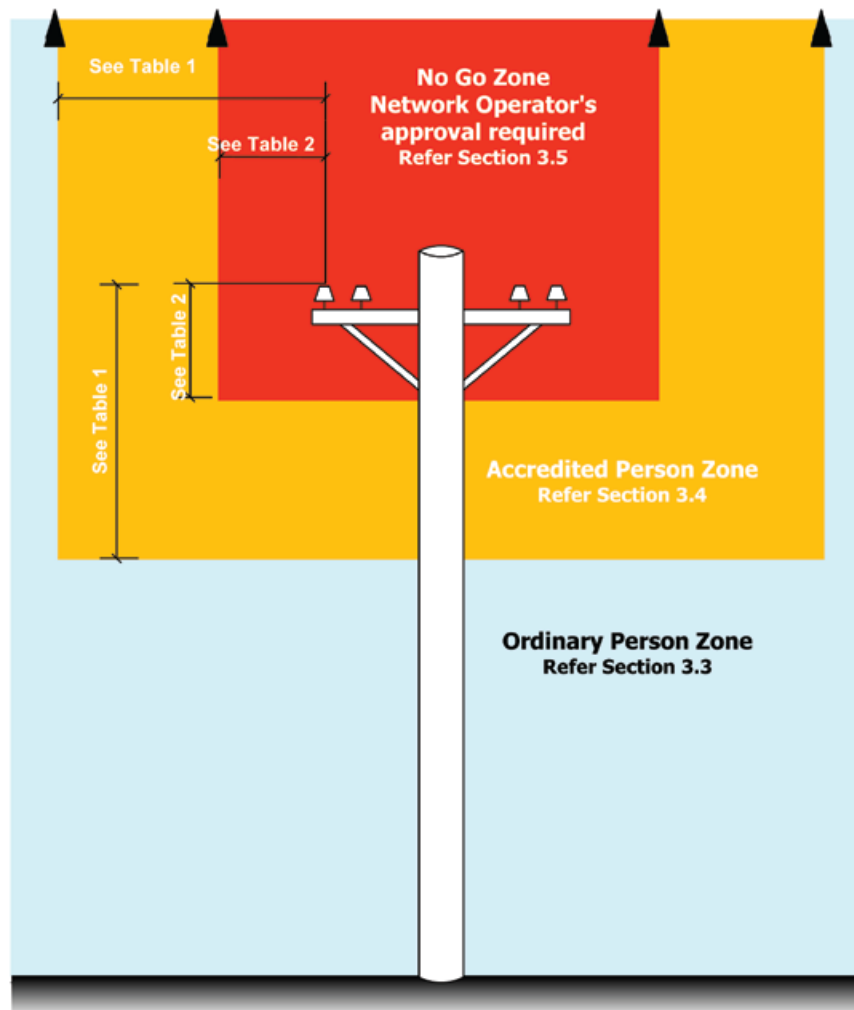 See Table 1
No Go Zone
Network Operator's
approval required
Refer Section 3.5
See Table 2
See Table 2
See Table 1
Accredited Person Zone
Refer Section 3.4
Ordinary Person Zone
Refer Section 3.3